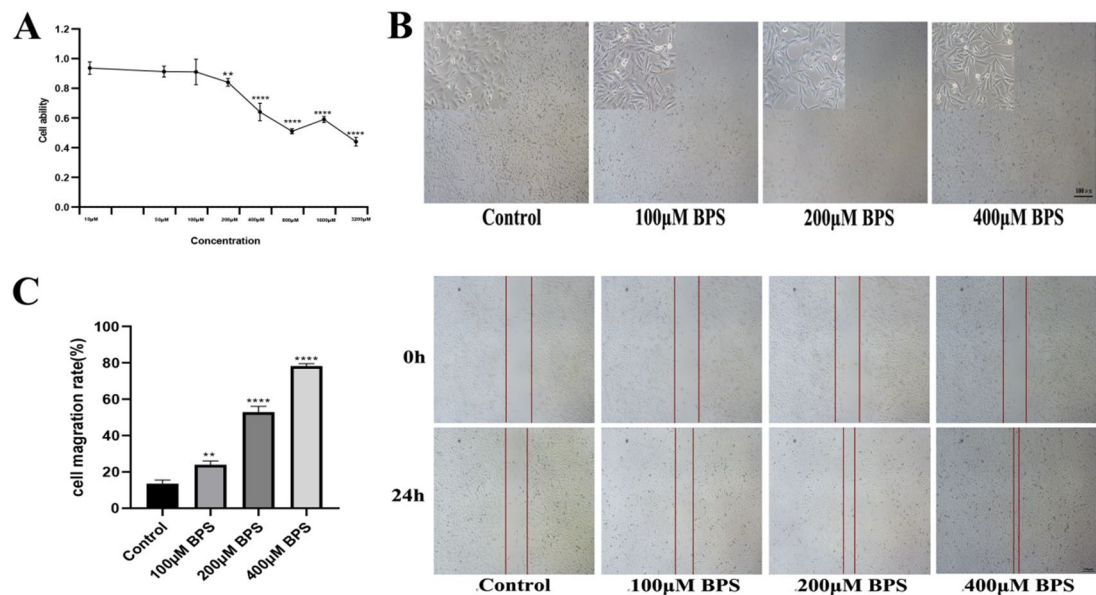 A
Cell ability
1.2
1.0
0.8
0.6
0.4
0.2
0.0
**
****
****
****
****
10μM
50μM
100μM
200μM
400μM
800μM
1600μM
3200μM
Concentration
B
Control
100μM BPS
200μM BPS
400μM BPS
C
cell magration rate(%)
100
80
60
40
20
0
**
****
****
Control
100μM BPS
200μM BPS
400μM BPS
0h
24h
Control
100μM BPS
200μM BPS
400μM BPS